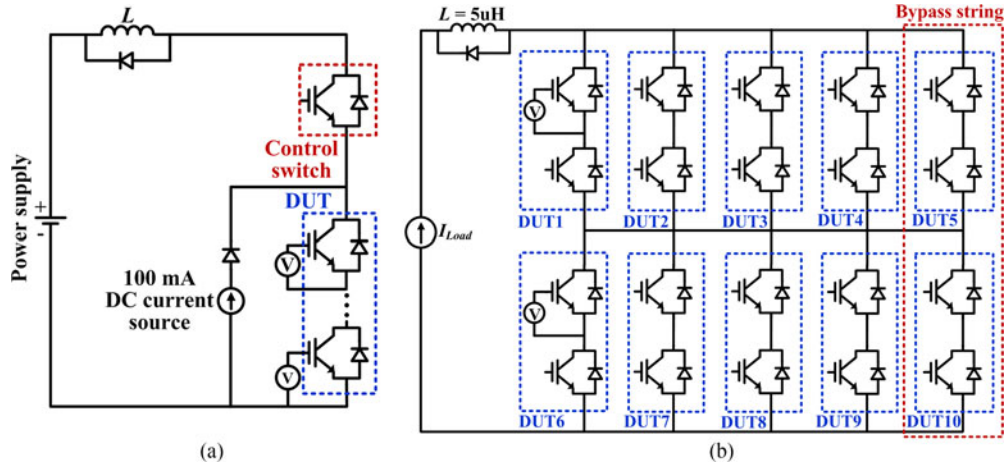 L
Control
switch
DUT
Power supply
+
-
100 mA
DC current
source
V
V
(a)
L = 5uH
Bypass string
V
DUT1
DUT2
DUT3
DUT4
DUT5
I_Load
V
DUT6
DUT7
DUT8
DUT9
DUT10
(b)